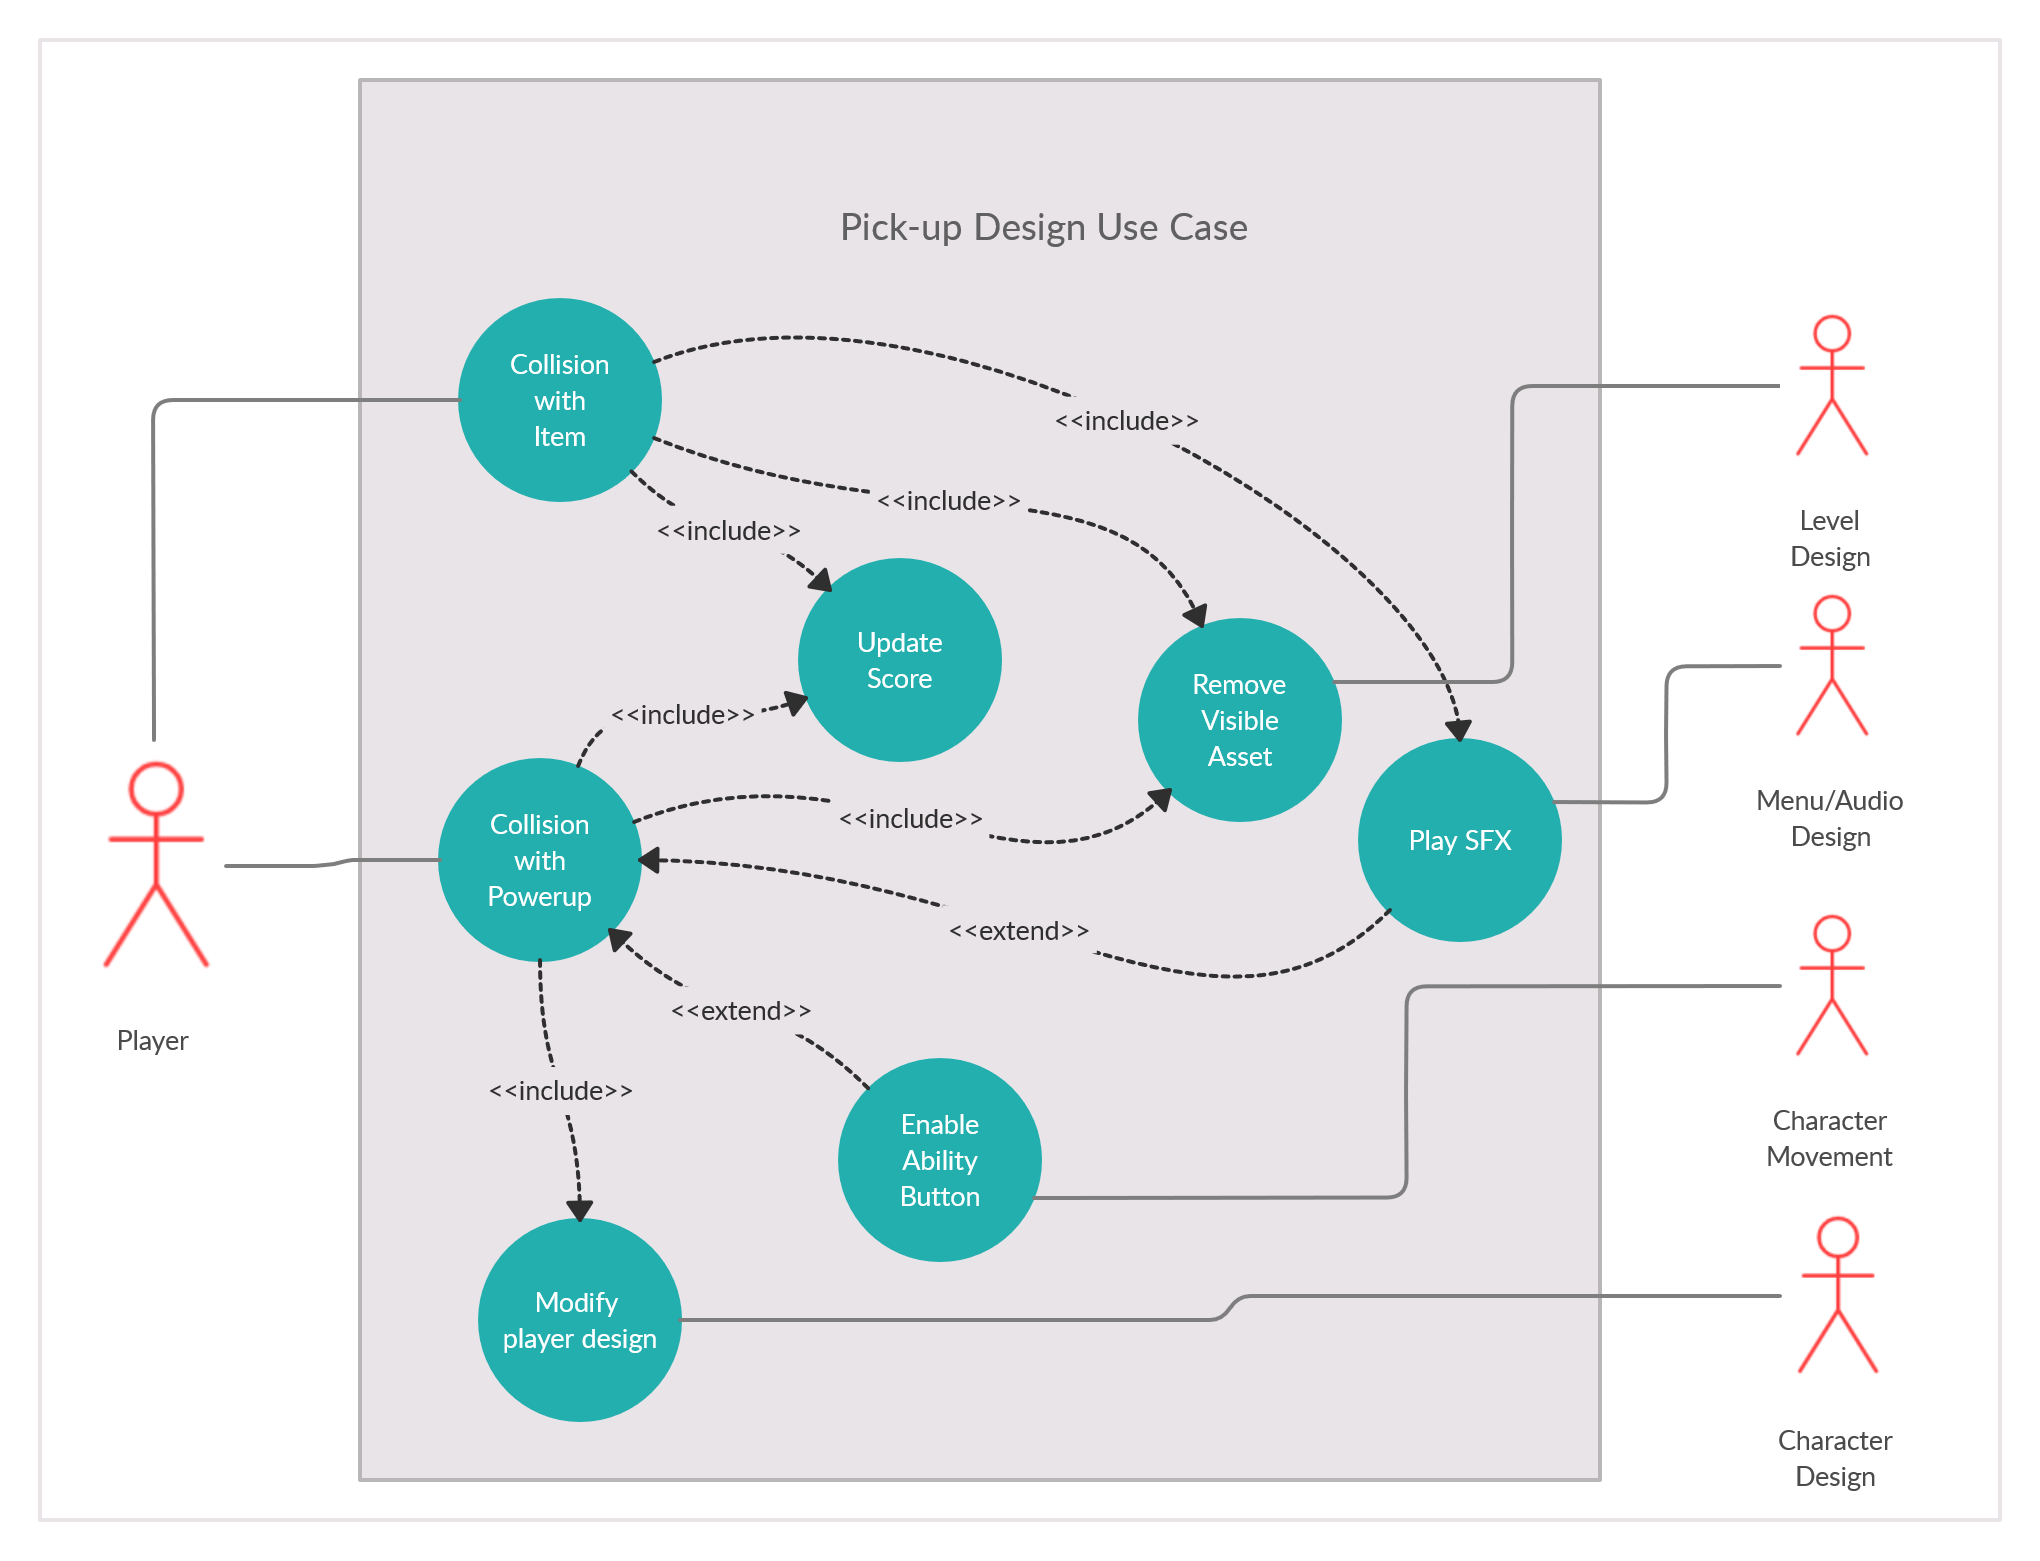 Pick-up Design Use Case
Collision
with
Item
<<include>>
<<include>>
<<include>>
Level
Design
Update
Score
Remove
Visible
Asset
<<include>>
Menu/Audio
Design
Collision
with
Powerup
<<include>>
Play SFX
<<extend>>
<<extend>>
Player
<<include>>
Enable
Ability
Button
Character
Movement
Modify
player design
Character
Design